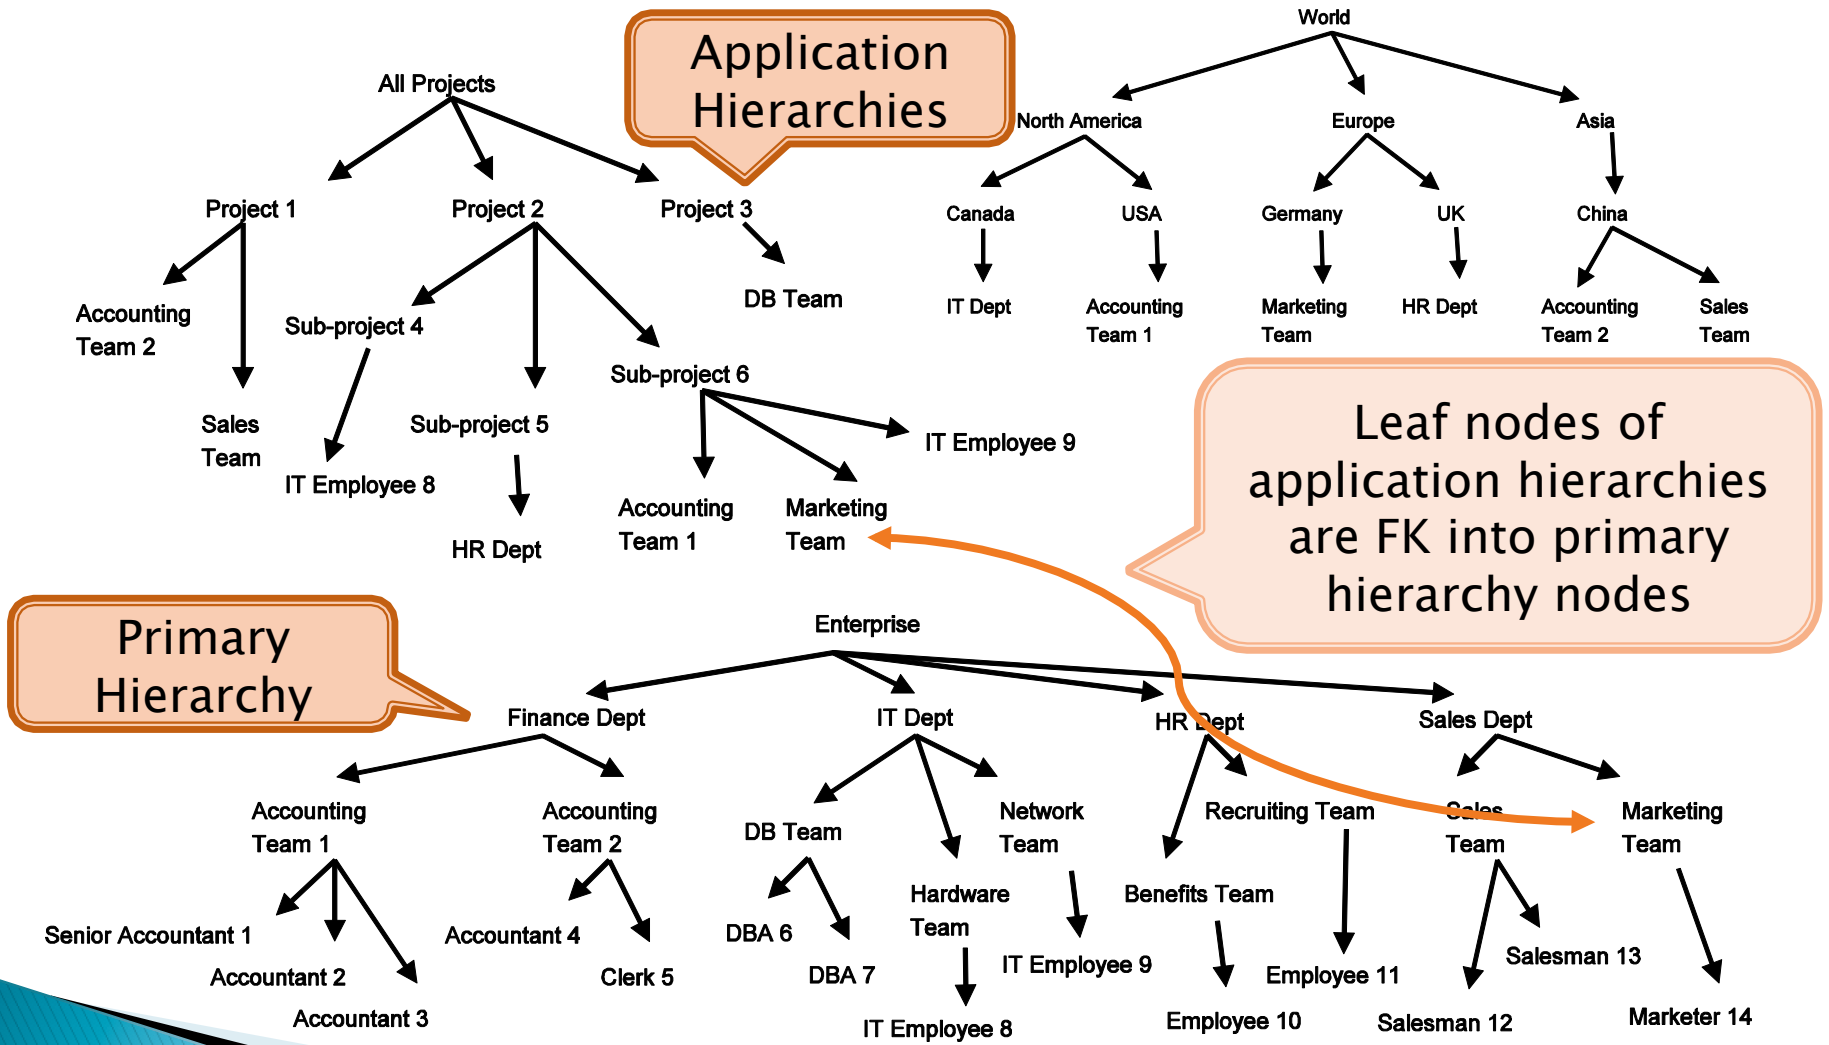 World
Application
Hierarchies
All Projects
North America
Europe
Asia
Project 1
Project 2
Project 3
Canada
USA
Germany
UK
China
DB Team
IT Dept
Accounting
Team 1
Marketing
Team
HR Dept
Accounting
Team 2
Sales
Team
Accounting
Team 2
Sub-project 4
Sub-project 6
Sales
Team
Sub-project 5
IT Employee 9
IT Employee 8
Accounting
Team 1
Marketing
Team
HR Dept
Leaf nodes of
application hierarchies
are FK into primary
hierarchy nodes
Primary
Hierarchy
Enterprise
Finance Dept
IT Dept
HR Dept
Sales Dept
Accounting
Team 1
Accounting
Team 2
DB Team
Network
Team
Recruiting Team
Sales
Team
Marketing
Team
Hardware
Team
Benefits Team
Senior Accountant 1
Accountant 4
DBA 6
Accountant 2
Clerk 5
DBA 7
IT Employee 9
Employee 11
Salesman 13
Accountant 3
IT Employee 8
Employee 10
Salesman 12
Marketer 14